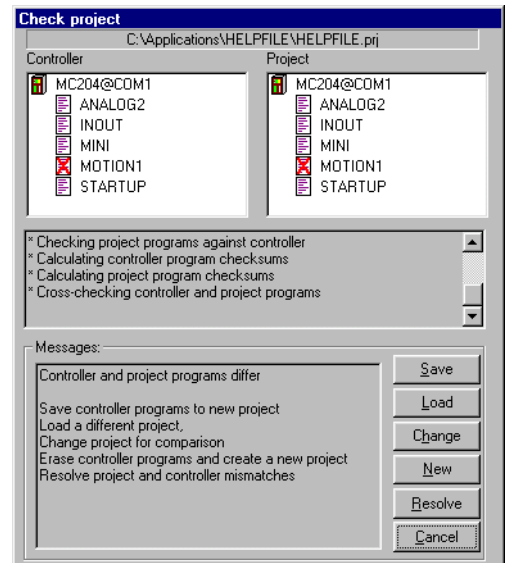 Check project
C:\Applications\HELPFILE\HELPFILE.prj
Controller
Project
MC204@COM1
ANALOG2
INOUT
MINI
MOTION1
STARTUP
MC204@COM1
ANALOG2
INOUT
MINI
MOTION1
STARTUP
* Checking project programs against controller
* Calculating controller program checksums
* Calculating project program checksums
* Cross-checking controller and project programs
Messages:
Controller and project programs differ
Save controller programs to new project
Load a different project,
Change project for comparison
Erase controller programs and create a new project
Resolve project and controller mismatches
Save
Load
Change
New
Resolve
Cancel